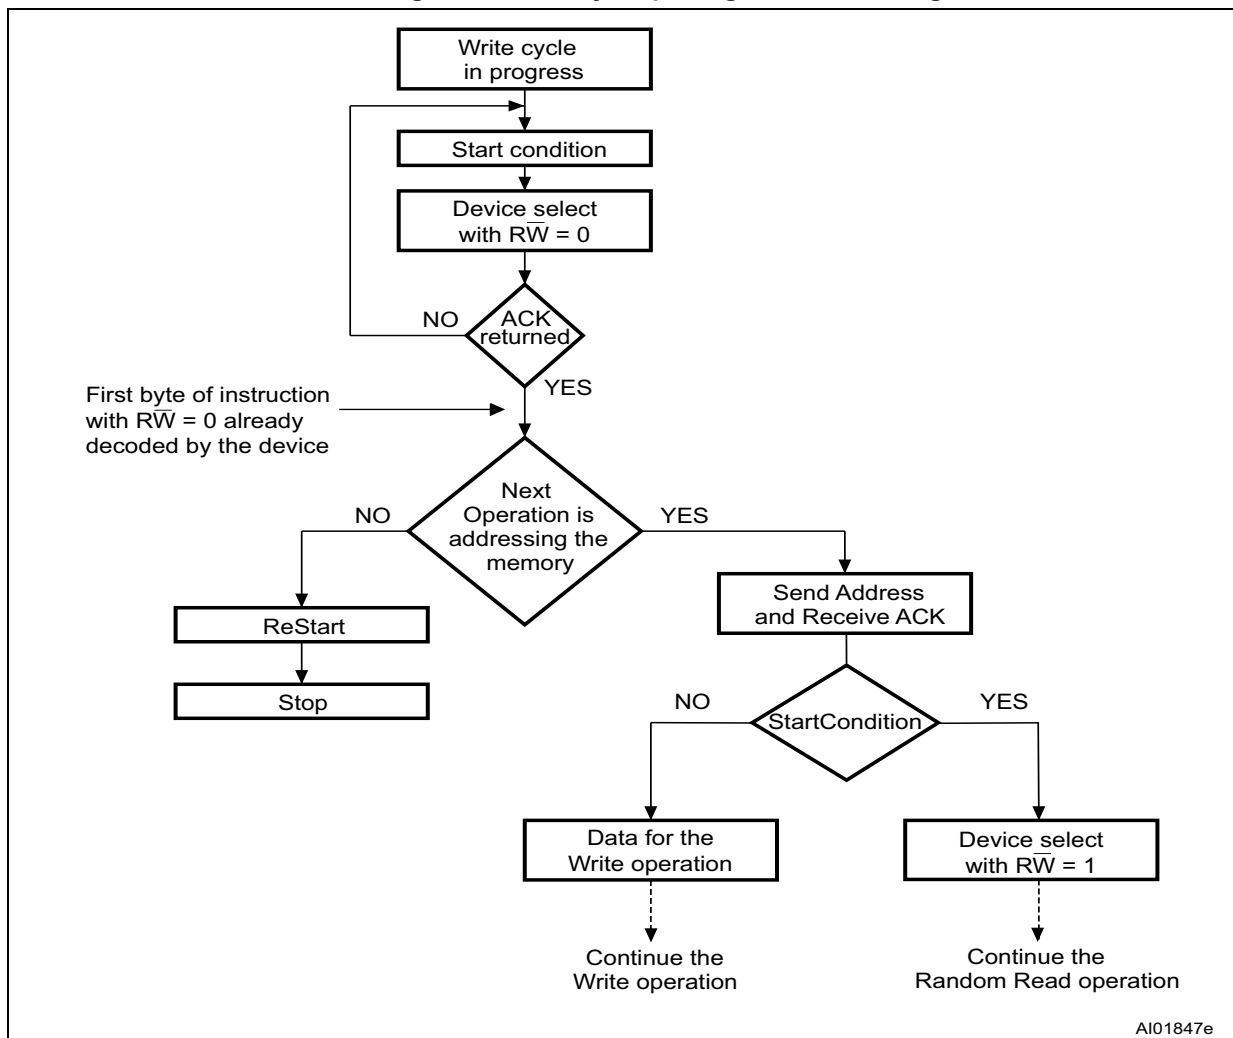 Write cycle
in progress
Start condition
Device select
with RW̅ = 0
ACK
returned
NO
YES
First byte of instruction
with RW̅ = 0 already
decoded by the device
Next
Operation is
addressing the
memory
NO
YES
ReStart
Stop
Send Address
and Receive ACK
StartCondition
NO
YES
Data for the
Write operation
Device select
with RW̅ = 1
Continue the
Write operation
Continue the
Random Read operation
AI01847e